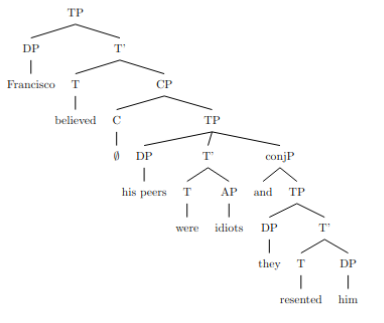 TP
DP T'
Francisco T CP
believed C TP
∅ DP T' conjP
his peers T AP and TP
were idiots DP T'
they T DP
resented him